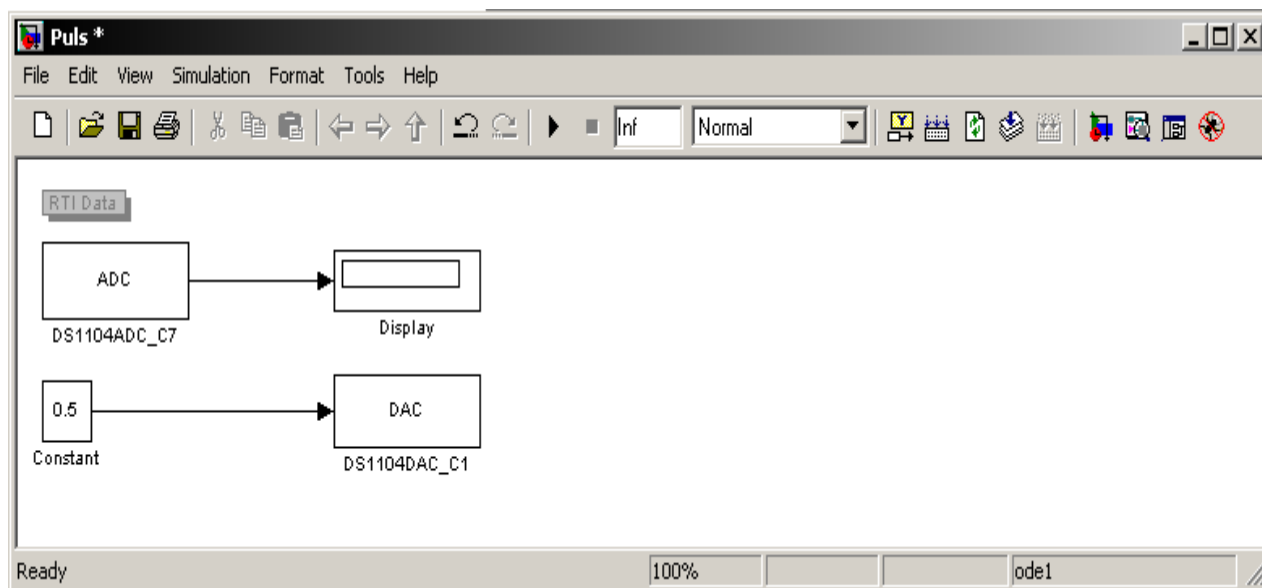 Puls *
File Edit View Simulation Format Tools Help
Inf Normal
RTI Data
ADC
DS1104ADC_C7
Display
0.5
Constant
DAC
DS1104DAC_C1
Ready 100% ode1